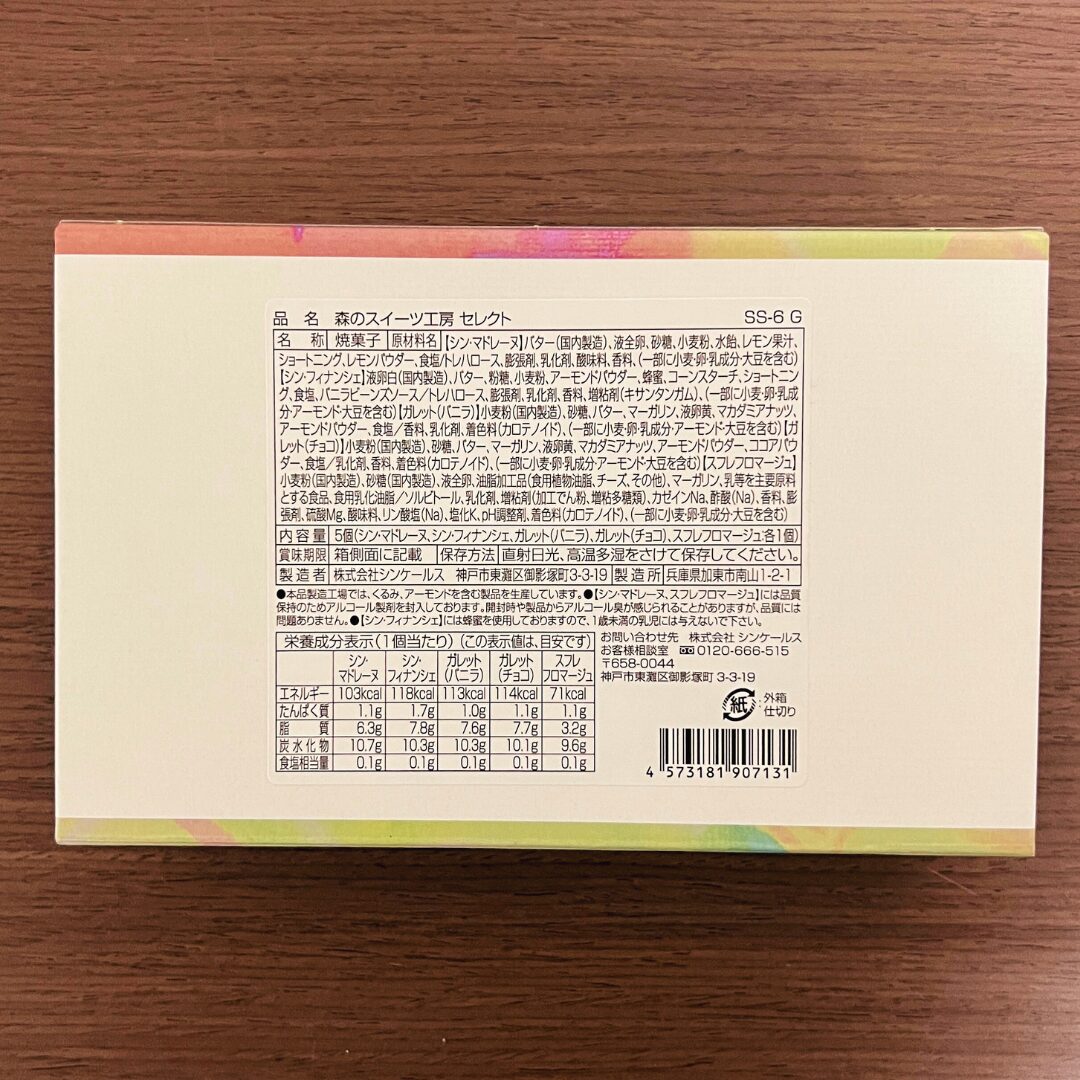 品 名 森のスイーツ工房 セレクト SS-6 G
名 称 焼菓子 原材料名 【シン・マドレーヌ】バター(国内製造)、液全卵、砂糖、小麦粉、水飴、レモン果汁、
ショートニング、レモンパウダー、食塩/トレハロース、膨張剤、乳化剤、酸味料、香料、(一部に小麦・卵・乳成分・大豆を含む)
【シン・フィナンシェ】液卵白(国内製造)、バター、粉糖、小麦粉、アーモンドパウダー、蜂蜜、コーンスターチ、ショートニン
グ、食塩、バニラビーンズソース/トレハロース、膨張剤、乳化剤、香料、増粘剤(キサンタンガム)、(一部に小麦・卵・乳成
分・アーモンド・大豆を含む)【ガレット(バニラ)】小麦粉(国内製造)、砂糖、バター、マーガリン、液卵黄、マカダミアナッツ、
アーモンドパウダー、食塩/香料、乳化剤、着色料(カロテノイド)、(一部に小麦・卵・乳成分・アーモンド・大豆を含む)【ガ
レット(チョコ)】小麦粉(国内製造)、砂糖、バター、マーガリン、液卵黄、マカダミアナッツ、アーモンドパウダー、ココアパウ
ダー、食塩/乳化剤、香料、着色料(カロテノイド)、(一部に小麦・卵・乳成分・アーモンド・大豆を含む)【スフレフロマージュ】
小麦粉(国内製造)、砂糖(国内製造)、液全卵、油脂加工品(食用植物油脂、チーズ、その他)、マーガリン、乳等を主要原料
とする食品、食用乳化油脂/ソルビトール、乳化剤、増粘剤(加工でん粉、増粘多糖類)、カゼインNa、酢酸(Na)、香料、膨
張剤、硫酸Mg、酸味料、リン酸塩(Na)、塩化K、pH調整剤、着色料(カロテノイド)、(一部に小麦・卵・乳成分・大豆を含む)
内容量 5個(シン・マドレーヌ、シン・フィナンシェ、ガレット(バニラ)、ガレット(チョコ)、スフレフロマージュ:各1個)
賞味期限 箱側面に記載 保存方法 直射日光、高温多湿をさけて保存してください。
製造者 株式会社シンケールス 神戸市東灘区御影塚町3-3-19 製造所 兵庫県加東市南山1-2-1
●本品製造工場では、くるみ、アーモンドを含む製品を生産しています。●【シン・マドレーヌ、スフレフロマージュ】には品質
保持のためアルコール製剤を封入しております。開封時や製品からアルコール臭が感じられることがありますが、品質には
問題ありません。●【シン・フィナンシェ】には蜂蜜を使用しておりますので、1歳未満の乳児には与えないで下さい。
栄養成分表示(1個当たり)(この表示値は、目安です)
シン・マドレーヌ シン・フィナンシェ ガレット(バニラ) ガレット(チョコ) スフレフロマージュ
エネルギー 103kcal 118kcal 113kcal 114kcal 71kcal
たんぱく質 1.1g 1.7g 1.0g 1.1g 1.1g
脂 質 6.3g 7.8g 7.6g 7.7g 3.2g
炭水化物 10.7g 10.3g 10.3g 10.1g 9.6g
食塩相当量 0.1g 0.1g 0.1g 0.1g 0.1g
お問い合わせ先 株式会社 シンケールス
お客様相談室 0120-666-515
〒658-0044
神戸市東灘区御影塚町 3-3-19
紙 :外箱
仕切り
4 573181 907131